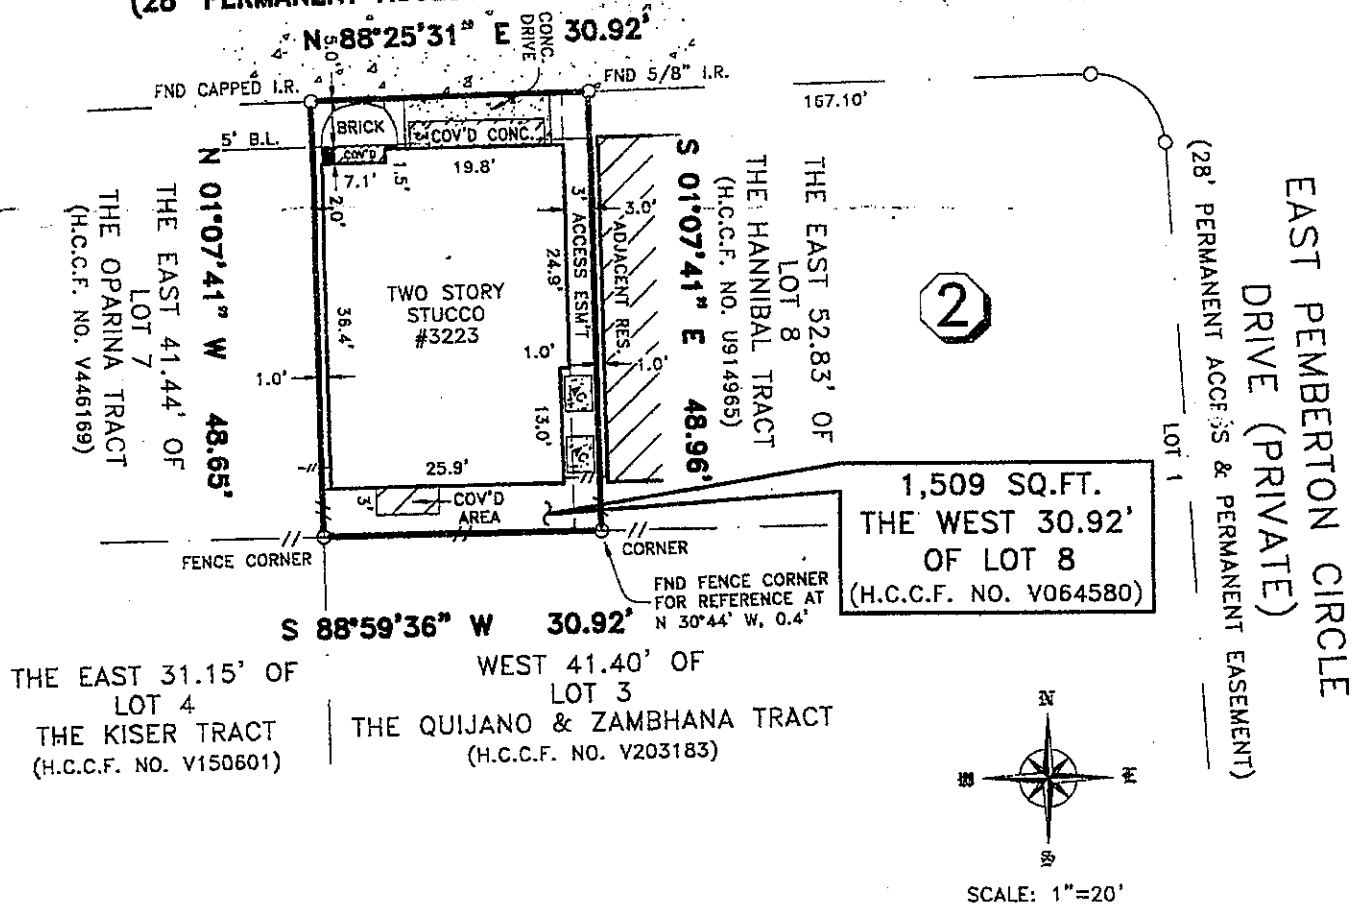 (28' PERMANENT
N 88°25'31" E 30.92'
CONC.
DRIVE
5.0'
FND CAPPED I.R.
FND 5/8" I.R.
167.10'
5' B.L.
BRICK
COV'D CONC.
COV'D
7.1'
1.5'
19.8'
2.0'
N 01°07'41" W 48.65'
THE EAST 41.44' OF
LOT 7
THE OPARINA TRACT
(H.C.C.F. NO. V446169)
36.4'
1.0'
TWO STORY
STUCCO
#3223
24.9'
3' ACCESS ESM'T
3.0'
ADJACENT RES.
1.0'
1.0'
13.0'
25.9'
3'
COV'D
AREA
S 01°07'41" E 48.96'
THE EAST 52.83' OF
LOT 8
THE HANNIBAL TRACT
(H.C.C.F. NO. U914965)
2
LOT 1
(28' PERMANENT ACCESS & PERMANENT EASEMENT)
EAST PEMBERTON CIRCLE
DRIVE (PRIVATE)
1,509 SQ.FT.
THE WEST 30.92'
OF LOT 8
(H.C.C.F. NO. V064580)
FENCE CORNER
CORNER
FND FENCE CORNER
FOR REFERENCE AT
N 30°44' W, 0.4'
S 88°59'36" W 30.92'
THE EAST 31.15' OF
LOT 4
THE KISER TRACT
(H.C.C.F. NO. V150601)
WEST 41.40' OF
LOT 3
THE QUIJANO & ZAMBHANA TRACT
(H.C.C.F. NO. V203183)
N
W
E
S
SCALE: 1"=20'